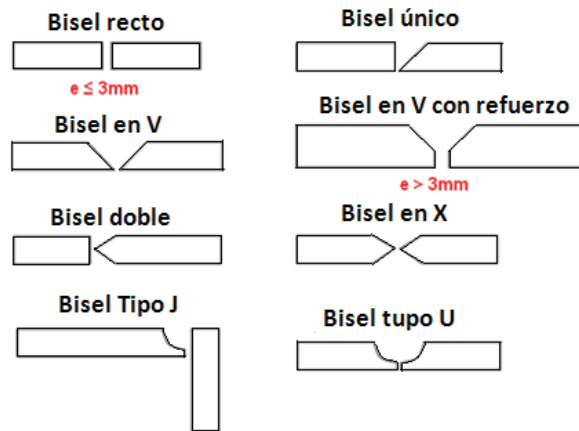 Bisel recto
Bisel único
e ≤ 3mm
Bisel en V
Bisel en V con refuerzo
e > 3mm
Bisel doble
Bisel en X
Bisel Tipo J
Bisel tupo U